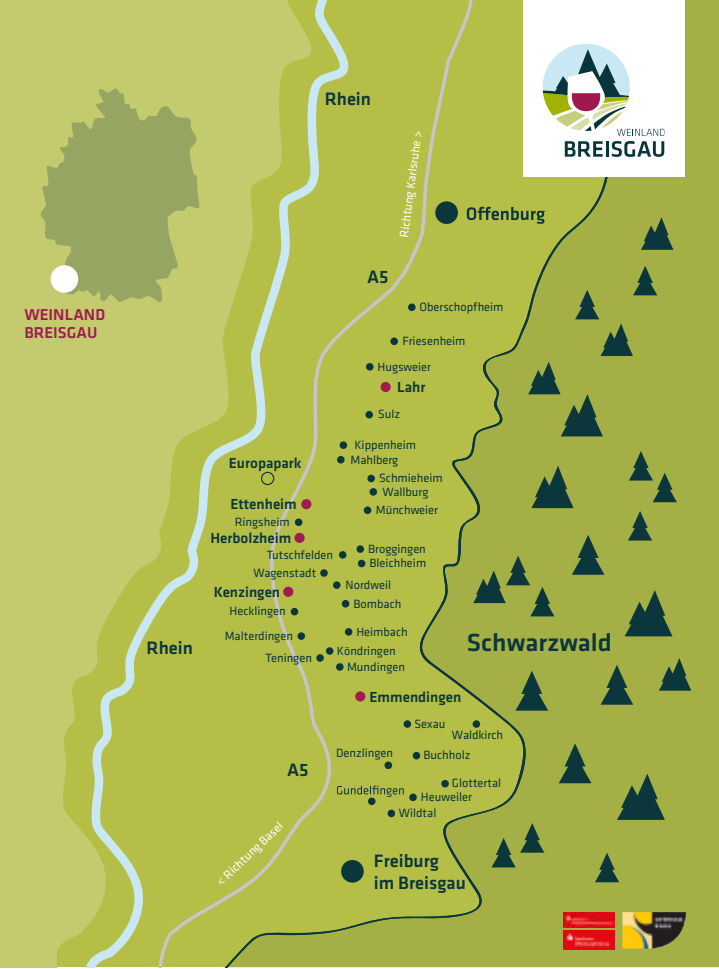 WEINLAND
BREISGAU
Rhein
Richtung Karlsruhe >
Offenburg
WEINLAND
BREISGAU
A5
Oberschopfheim
Friesenheim
Hugsweier
Lahr
Sulz
Kippenheim
Mahlberg
Europapark
Schmieheim
Wallburg
Ettenheim
Münchweier
Ringsheim
Herbolzheim
Broggingen
Tutschfelden
Bleichheim
Wagenstadt
Nordweil
Kenzingen
Bombach
Hecklingen
Heimbach
Malterdingen
Schwarzwald
Rhein
Köndringen
Teningen
Mundingen
Emmendingen
Sexau
Waldkirch
Denzlingen
Buchholz
A5
Glottertal
Gundelfingen
Heuweiler
Wildtal
< Richtung Basel
Freiburg
im Breisgau